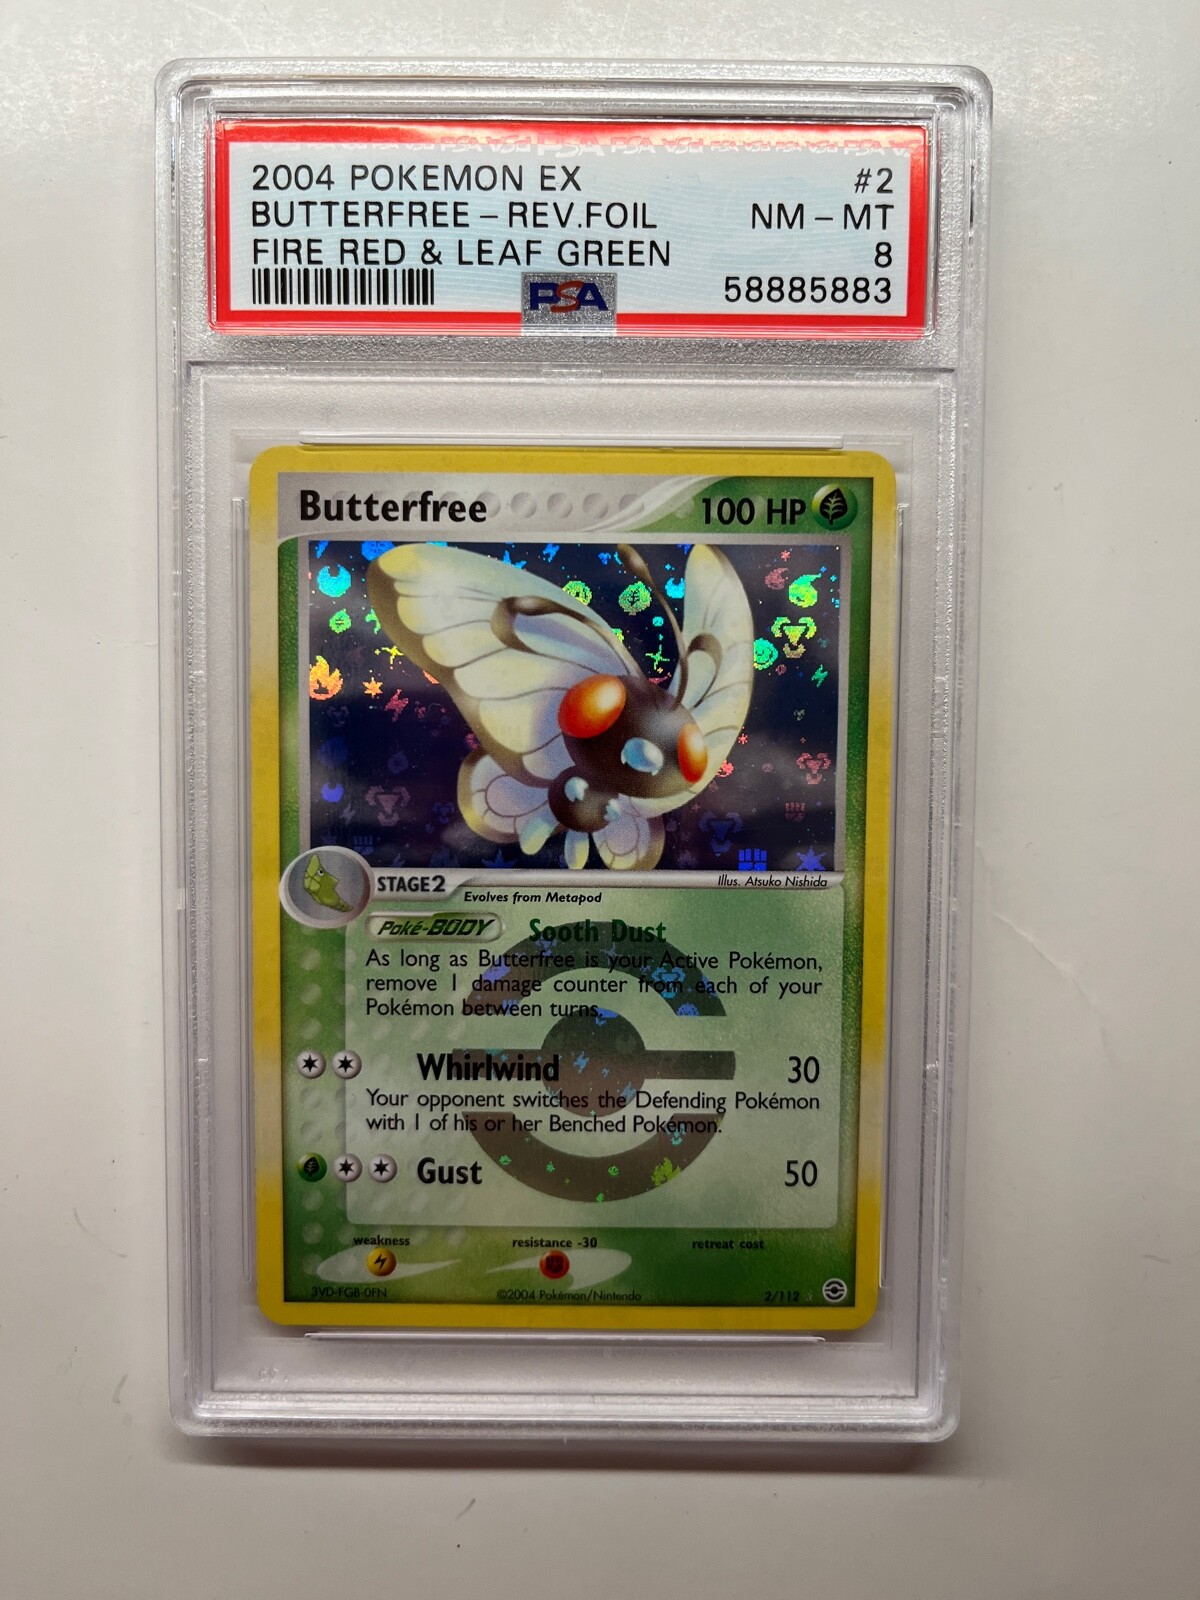 2004 POKEMON EX #2
BUTTERFREE - REV.FOIL NM - MT
FIRE RED & LEAF GREEN 8
PSA 58885883
Butterfree 100 HP
Illus. Atsuko Nishida
STAGE2 Evolves from Metapod
Poké-BODY Sooth Dust
As long as Butterfree is your Active Pokémon,
remove 1 damage counter from each of your
Pokémon between turns.
Whirlwind 30
Your opponent switches the Defending Pokémon
with 1 of his or her Benched Pokémon.
Gust 50
weakness resistance -30 retreat cost
3VD-FGB-0FN ©2004 Pokémon/Nintendo 2/112